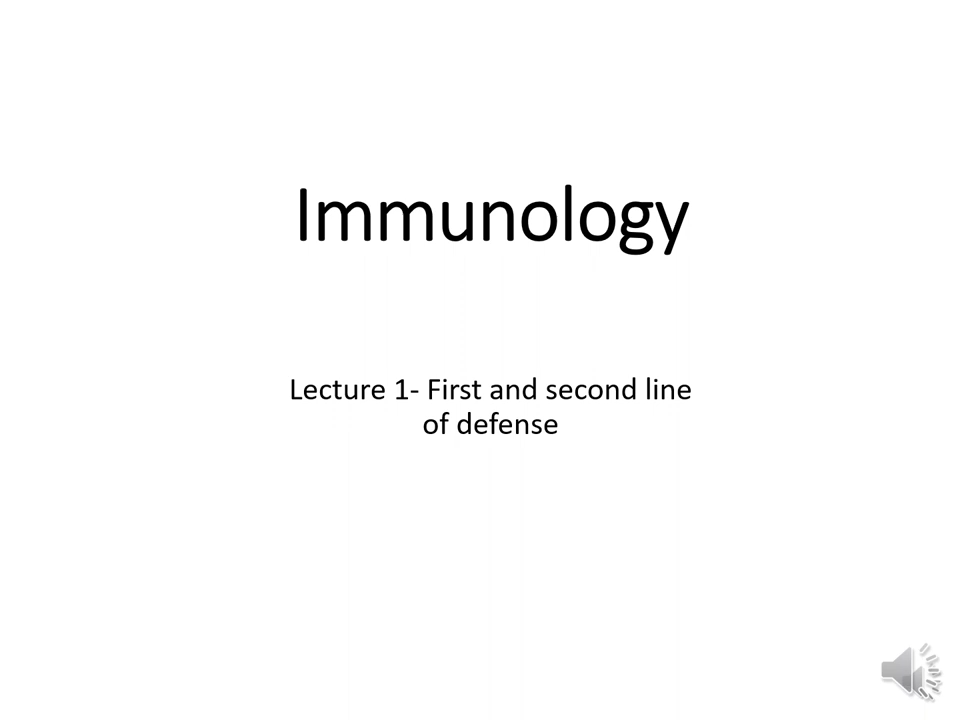 Immunology
Lecture 1- First and second line
of defense